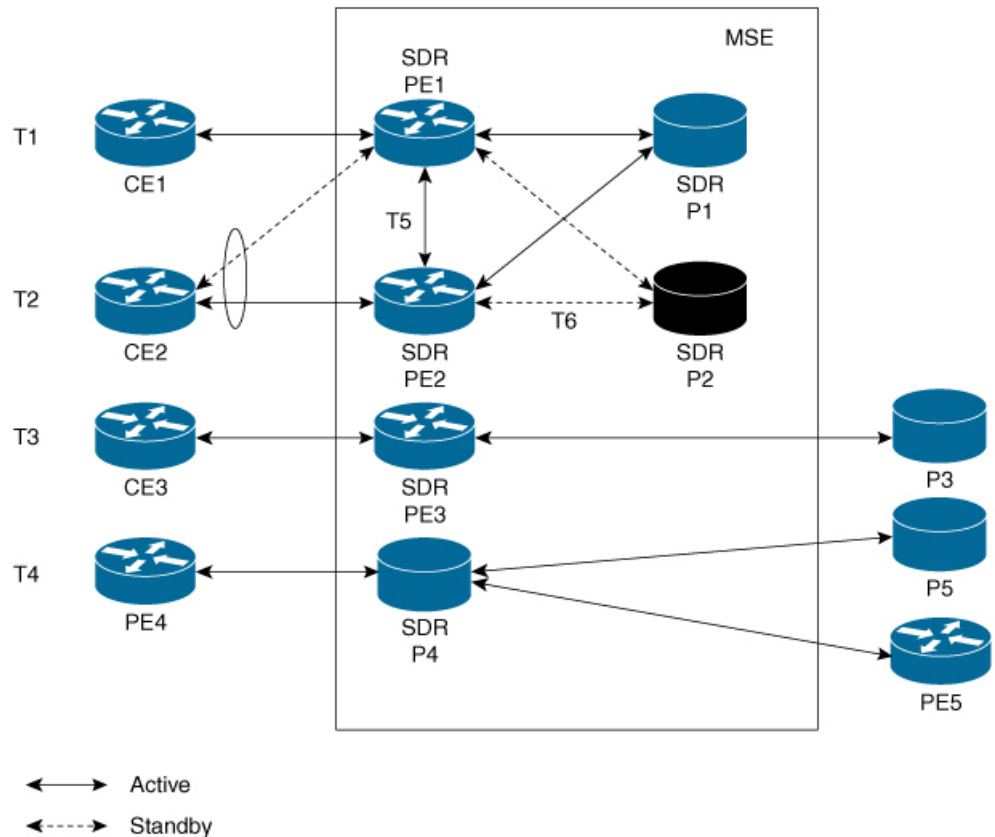 MSE
SDR
PE1
T1
CE1
SDR
P1
T5
T2
CE2
SDR
PE2
T6
SDR
P2
T3
CE3
SDR
PE3
P3
T4
PE4
SDR
P4
P5
PE5
Active
Standby